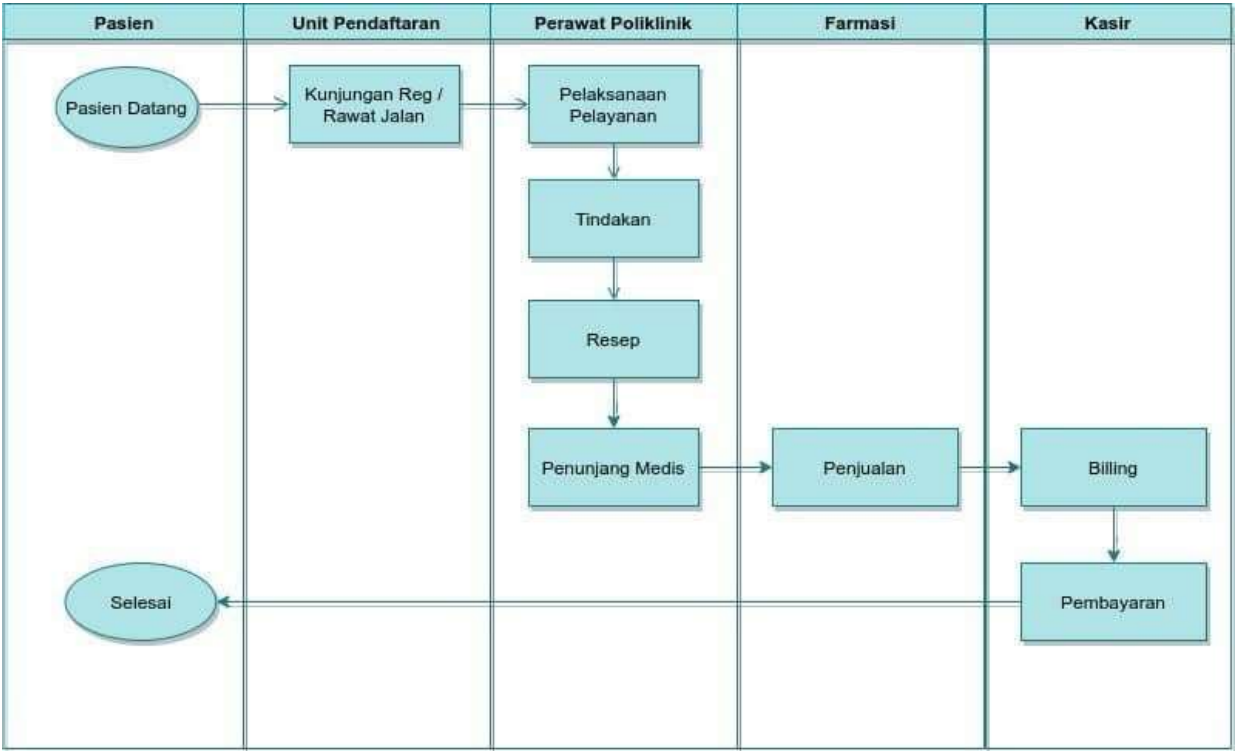 Pasien
Unit Pendaftaran
Perawat Poliklinik
Farmasi
Kasir
Pasien Datang
Kunjungan Reg /
Rawat Jalan
Pelaksanaan
Pelayanan
Tindakan
Resep
Penunjang Medis
Penjualan
Billing
Selesai
Pembayaran